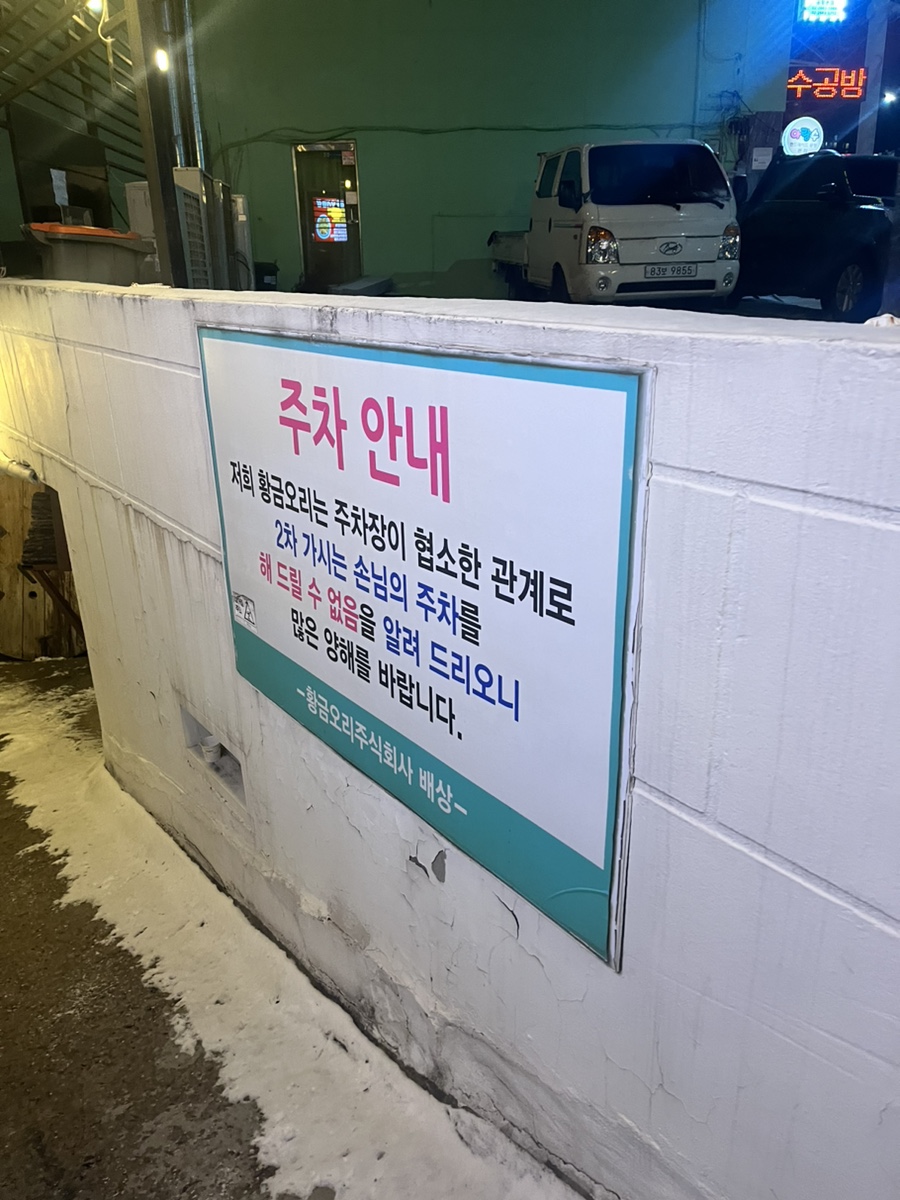 수공방
83보 9855
주차 안내
저희 황금오리는 주차장이 협소한 관계로
2차 가시는 손님의 주차를
해 드릴 수 없음을 알려 드리오니
많은 양해를 바랍니다.
-황금오리주식회사 배상-